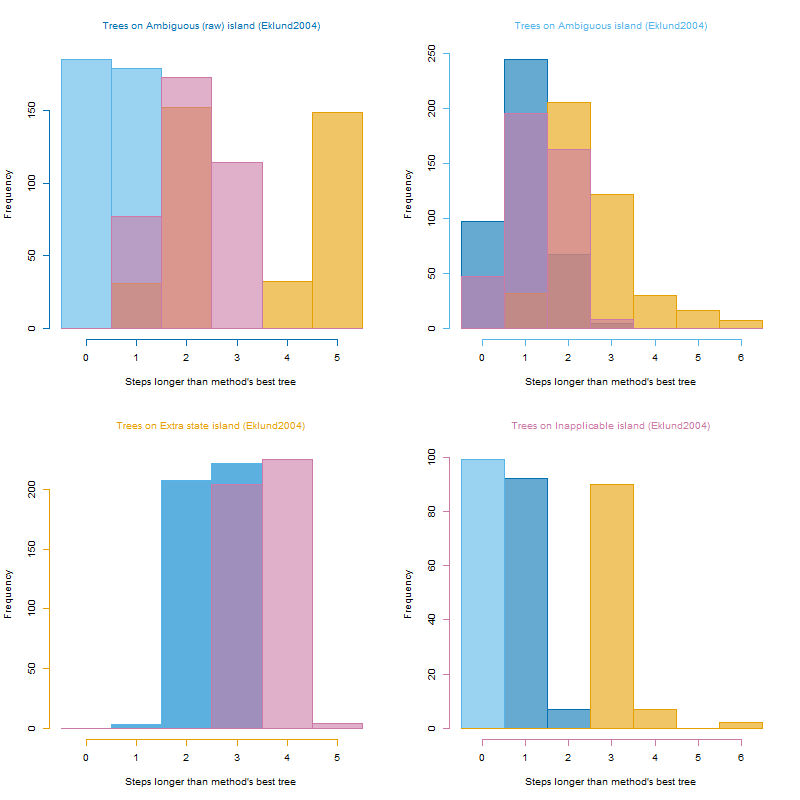 Trees on Ambiguous (raw) island (Eklund2004)
Frequency
0 50 100 150
0 1 2 3 4 5
Steps longer than method's best tree
Trees on Ambiguous island (Eklund2004)
Frequency
0 50 100 150 200 250
0 1 2 3 4 5 6
Steps longer than method's best tree
Trees on Extra state island (Eklund2004)
Frequency
0 50 100 150 200
0 1 2 3 4 5
Steps longer than method's best tree
Trees on Inapplicable island (Eklund2004)
Frequency
0 20 40 60 80 100
0 1 2 3 4 5 6
Steps longer than method's best tree